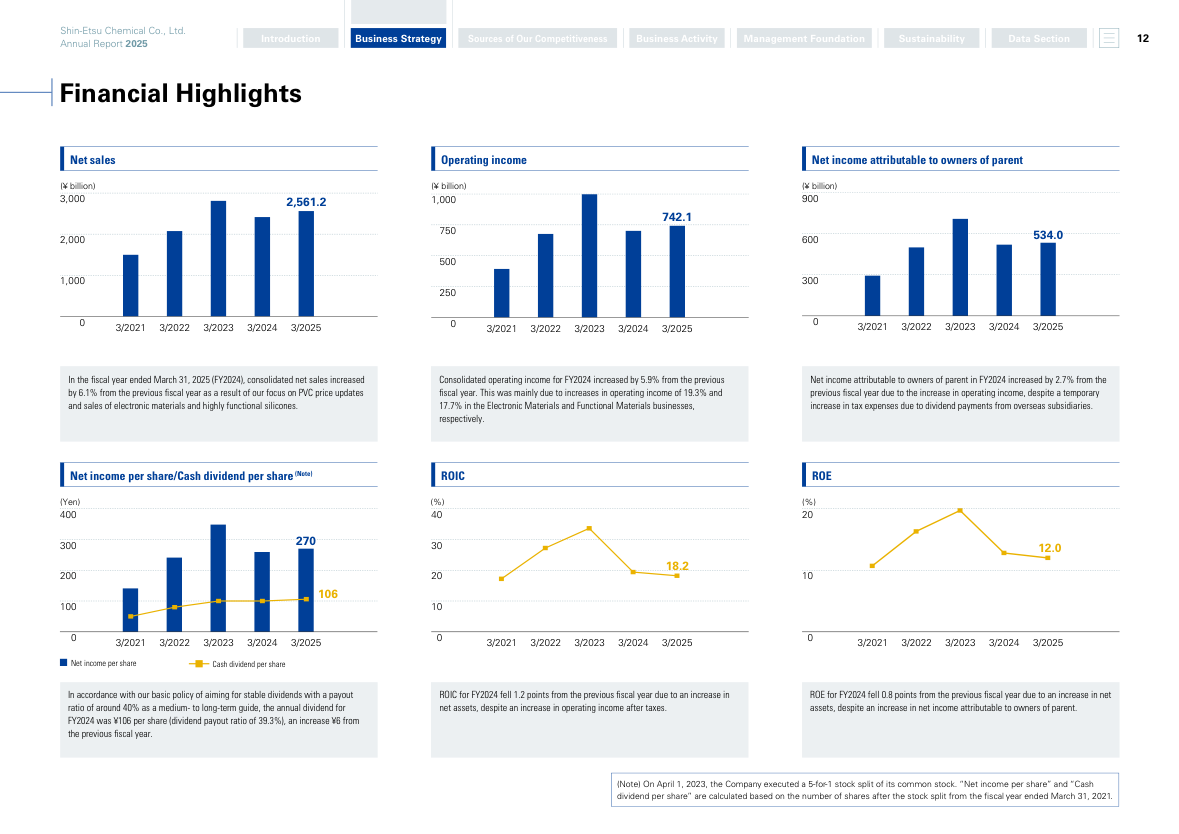 Shin-Etsu Chemical Co., Ltd.
Annual Report 2025
Introduction
Business Strategy
Sources of Our Competitiveness
Business Activity
Management Foundation
Sustainability
Data Section
12
Financial Highlights
Net sales
(¥ billion)
3,000
2,000
1,000
0
2,561.2
3/2021 3/2022 3/2023 3/2024 3/2025
In the fiscal year ended March 31, 2025 (FY2024), consolidated net sales increased
by 6.1% from the previous fiscal year as a result of our focus on PVC price updates
and sales of electronic materials and highly functional silicones.
Operating income
(¥ billion)
1,000
750
500
250
0
742.1
3/2021 3/2022 3/2023 3/2024 3/2025
Consolidated operating income for FY2024 increased by 5.9% from the previous
fiscal year. This was mainly due to increases in operating income of 19.3% and
17.7% in the Electronic Materials and Functional Materials businesses,
respectively.
Net income attributable to owners of parent
(¥ billion)
900
600
300
0
534.0
3/2021 3/2022 3/2023 3/2024 3/2025
Net income attributable to owners of parent in FY2024 increased by 2.7% from the
previous fiscal year due to the increase in operating income, despite a temporary
increase in tax expenses due to dividend payments from overseas subsidiaries.
Net income per share/Cash dividend per share (Note)
(Yen)
400
300
200
100
0
270
106
3/2021 3/2022 3/2023 3/2024 3/2025
Net income per share
Cash dividend per share
In accordance with our basic policy of aiming for stable dividends with a payout
ratio of around 40% as a medium- to long-term guide, the annual dividend for
FY2024 was ¥106 per share (dividend payout ratio of 39.3%), an increase ¥6 from
the previous fiscal year.
ROIC
(%)
40
30
20
10
0
18.2
3/2021 3/2022 3/2023 3/2024 3/2025
ROIC for FY2024 fell 1.2 points from the previous fiscal year due to an increase in
net assets, despite an increase in operating income after taxes.
ROE
(%)
20
10
0
12.0
3/2021 3/2022 3/2023 3/2024 3/2025
ROE for FY2024 fell 0.8 points from the previous fiscal year due to an increase in net
assets, despite an increase in net income attributable to owners of parent.
(Note) On April 1, 2023, the Company executed a 5-for-1 stock split of its common stock. “Net income per share” and “Cash
dividend per share” are calculated based on the number of shares after the stock split from the fiscal year ended March 31, 2021.